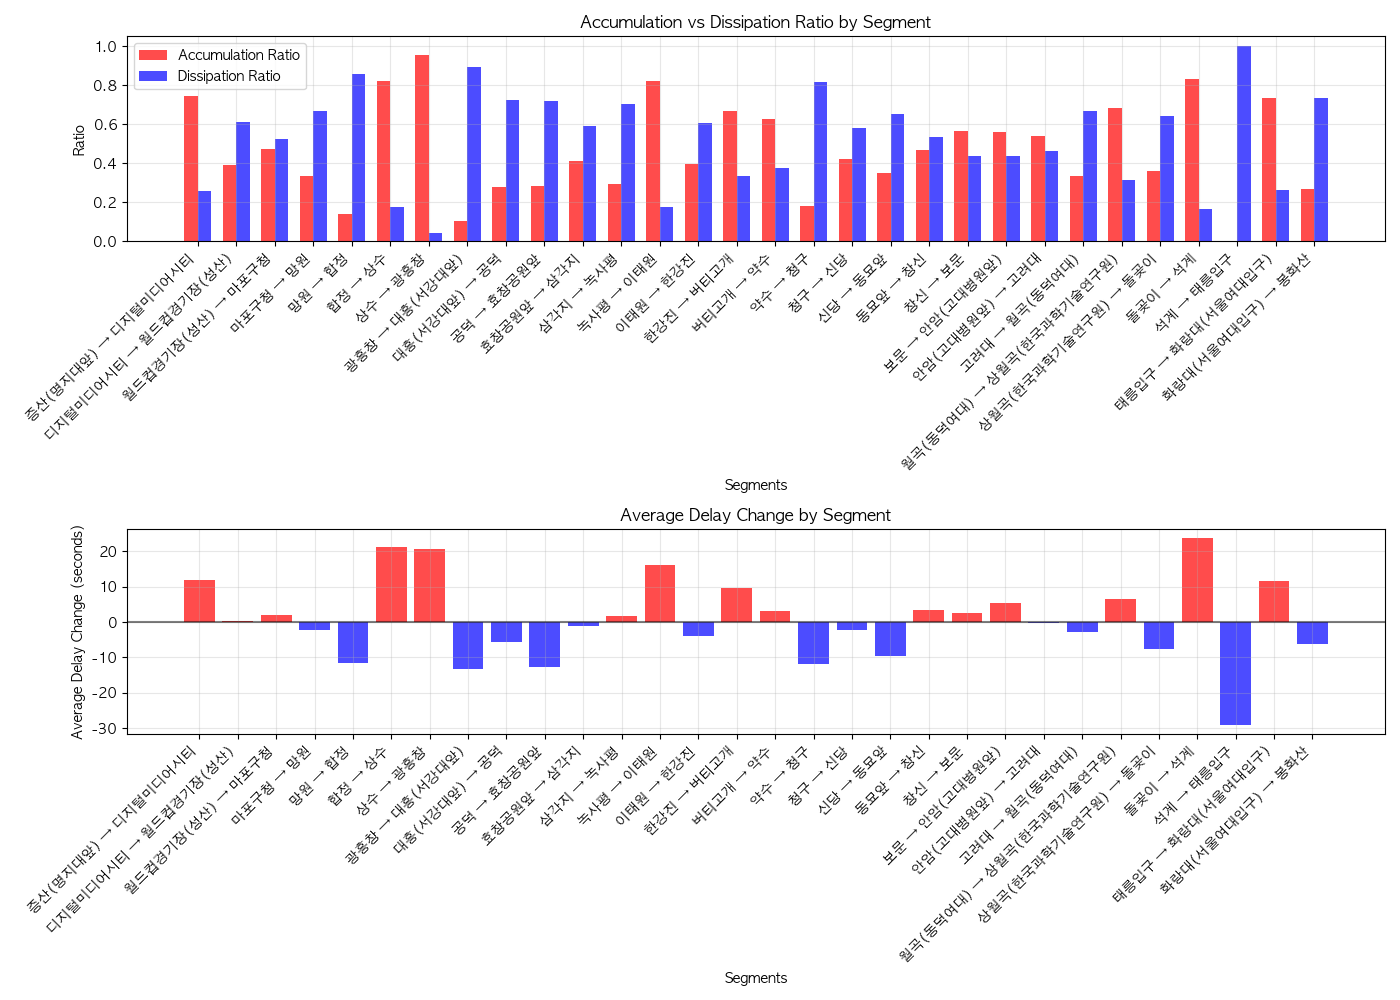 Accumulation vs Dissipation Ratio by Segment
Accumulation Ratio
Dissipation Ratio
Ratio
1.0
0.8
0.6
0.4
0.2
0.0
증산(명지대앞) → 디지털미디어시티
디지털미디어시티 → 월드컵경기장(성산)
월드컵경기장(성산) → 마포구청
마포구청 → 망원
망원 → 합정
합정 → 상수
상수 → 광흥창
광흥창 → 대흥(서강대앞)
대흥(서강대앞) → 공덕
공덕 → 효창공원앞
효창공원앞 → 삼각지
삼각지 → 녹사평
녹사평 → 이태원
이태원 → 한강진
한강진 → 버티고개
버티고개 → 약수
약수 → 청구
청구 → 신당
신당 → 동묘앞
동묘앞 → 창신
창신 → 보문
보문 → 안암(고대병원앞)
안암(고대병원앞) → 고려대
고려대 → 월곡(동덕여대)
월곡(동덕여대) → 상월곡(한국과학기술연구원)
상월곡(한국과학기술연구원) → 돌곶이
돌곶이 → 석계
석계 → 태릉입구
태릉입구 → 화랑대(서울여대입구)
화랑대(서울여대입구) → 봉화산
Segments
Average Delay Change by Segment
Average Delay Change (seconds)
20
10
0
-10
-20
-30
증산(명지대앞) → 디지털미디어시티
디지털미디어시티 → 월드컵경기장(성산)
월드컵경기장(성산) → 마포구청
마포구청 → 망원
망원 → 합정
합정 → 상수
상수 → 광흥창
광흥창 → 대흥(서강대앞)
대흥(서강대앞) → 공덕
공덕 → 효창공원앞
효창공원앞 → 삼각지
삼각지 → 녹사평
녹사평 → 이태원
이태원 → 한강진
한강진 → 버티고개
버티고개 → 약수
약수 → 청구
청구 → 신당
신당 → 동묘앞
동묘앞 → 창신
창신 → 보문
보문 → 안암(고대병원앞)
안암(고대병원앞) → 고려대
고려대 → 월곡(동덕여대)
월곡(동덕여대) → 상월곡(한국과학기술연구원)
상월곡(한국과학기술연구원) → 돌곶이
돌곶이 → 석계
석계 → 태릉입구
태릉입구 → 화랑대(서울여대입구)
화랑대(서울여대입구) → 봉화산
Segments